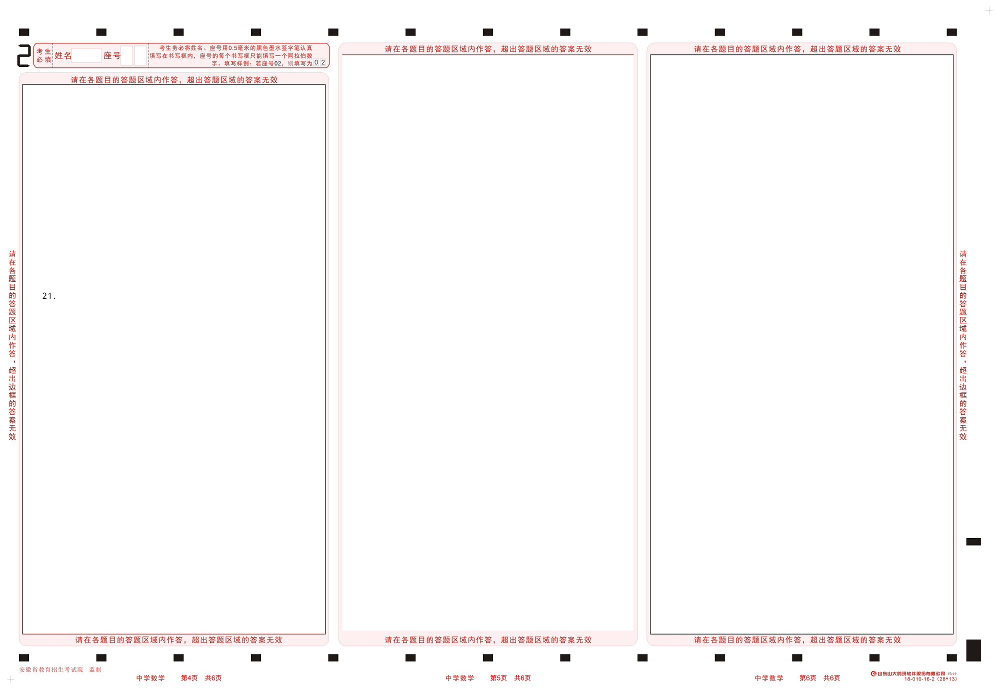 2
考生必填
姓名
座号
考生务必将姓名、座号用0.5毫米的黑色墨水签字笔认真
填写在书写框内，座号的每个书写框只能填写一个阿拉伯数
字。填写样例：若座号02，则填写为 0 2
请在各题目的答题区域内作答，超出答题区域的答案无效
21.
请在各题目的答题区域内作答，超出答题区域的答案无效
请在各题目的答题区域内作答，超出边框的答案无效
安徽省教育招生考试院 监制
中学数学 第4页 共6页
请在各题目的答题区域内作答，超出答题区域的答案无效
请在各题目的答题区域内作答，超出答题区域的答案无效
中学数学 第5页 共6页
请在各题目的答题区域内作答，超出答题区域的答案无效
请在各题目的答题区域内作答，超出答题区域的答案无效
请在各题目的答题区域内作答，超出边框的答案无效
中学数学 第6页 共6页
山东山大鸥玛软件股份有限公司 设计
18-010-16-2（28*13）